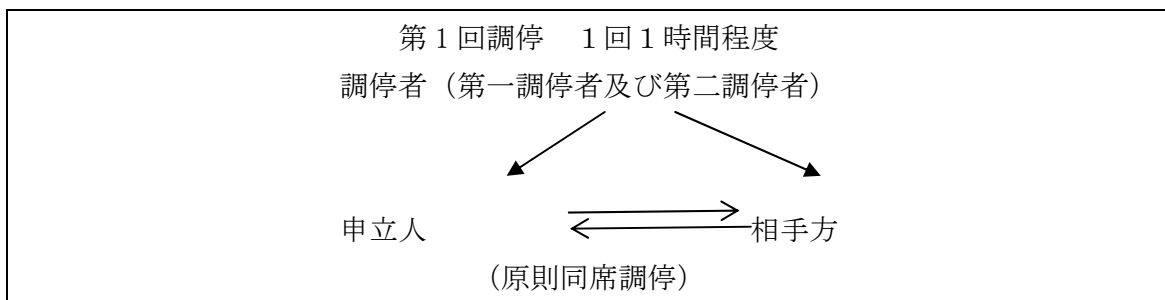 第1回調停　1回1時間程度
調停者（第一調停者及び第二調停者）
申立人　相手方
（原則同席調停）